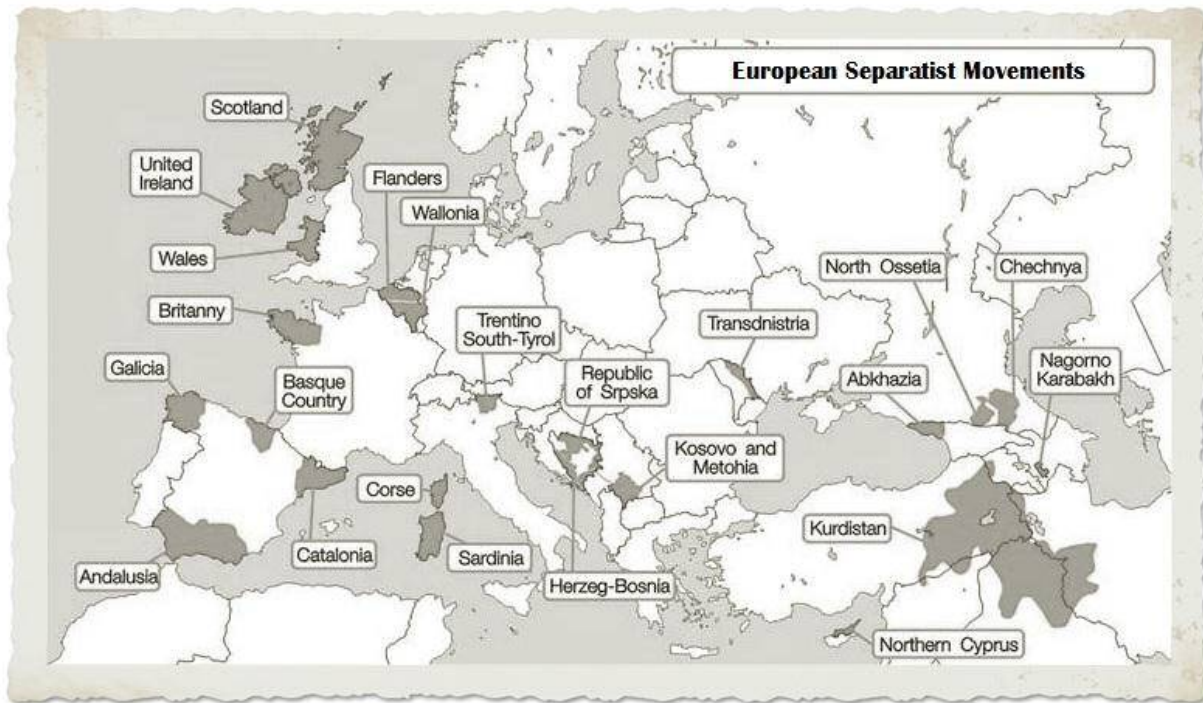 European Separatist Movements
Scotland
United
Ireland
Flanders
Wallonia
Wales
North Ossetia
Chechnya
Britanny
Trentino
South-Tyrol
Transdnistria
Galicia
Basque
Country
Republic
of Srpska
Abkhazia
Nagorno
Karabakh
Kosovo and
Metohia
Corse
Kurdistan
Andalusia
Catalonia
Sardinia
Herzeg-Bosnia
Northern Cyprus